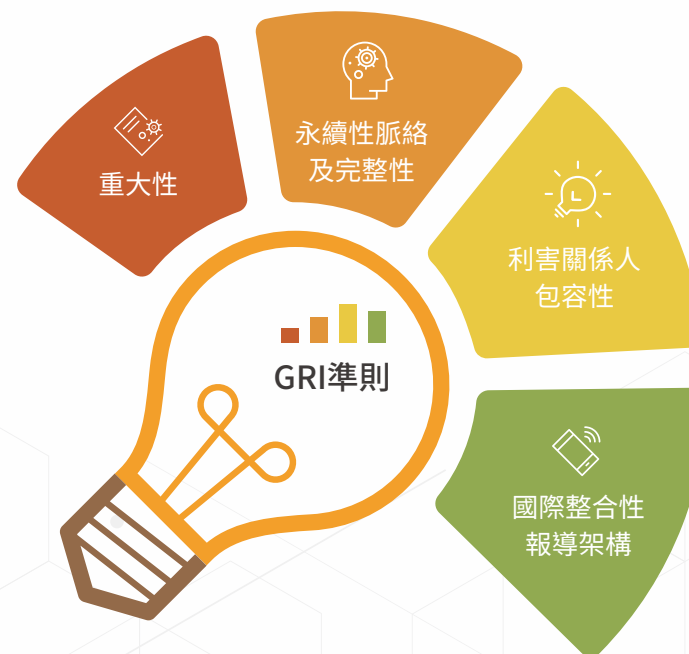 重大性
永續性脈絡
及完整性
利害關係人
包容性
GRI準則
國際整合性
報導架構